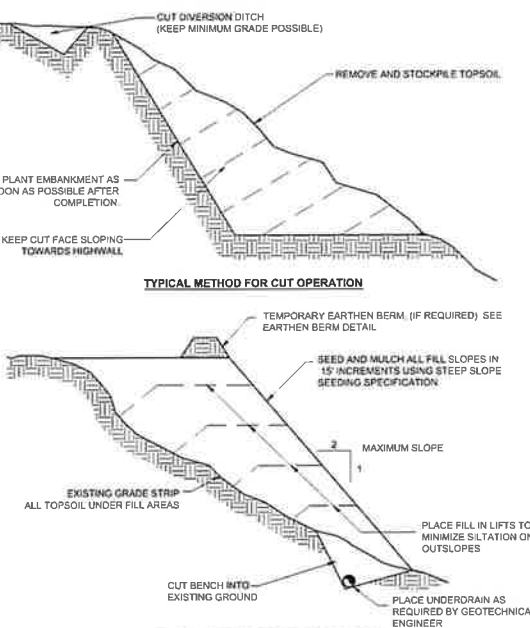 CUT DIVERSION DITCH
(KEEP MINIMUM GRADE POSSIBLE)
REMOVE AND STOCKPILE TOPSOIL
PLANT EMBANKMENT AS
OON AS POSSIBLE AFTER
COMPLETION.
KEEP CUT FACE SLOPING
TOWARDS HIGHWALL
TYPICAL METHOD FOR CUT OPERATION
TEMPORARY EARTHEN BERM, (IF REQUIRED) SEE
EARTHEN BERM DETAIL
SEED AND MULCH ALL FILL SLOPES IN
15' INCREMENTS USING STEEP SLOPE
SEEDING SPECIFICATION
2
1
MAXIMUM SLOPE
EXISTING GRADE STRIP
ALL TOPSOIL UNDER FILL AREAS
PLACE FILL IN LIFTS TO
MINIMIZE SILTATION ON
OUTSLOPES
CUT BENCH INTO
EXISTING GROUND
PLACE UNDERDRAIN AS
REQUIRED BY GEOTECHNICA
ENGINEER